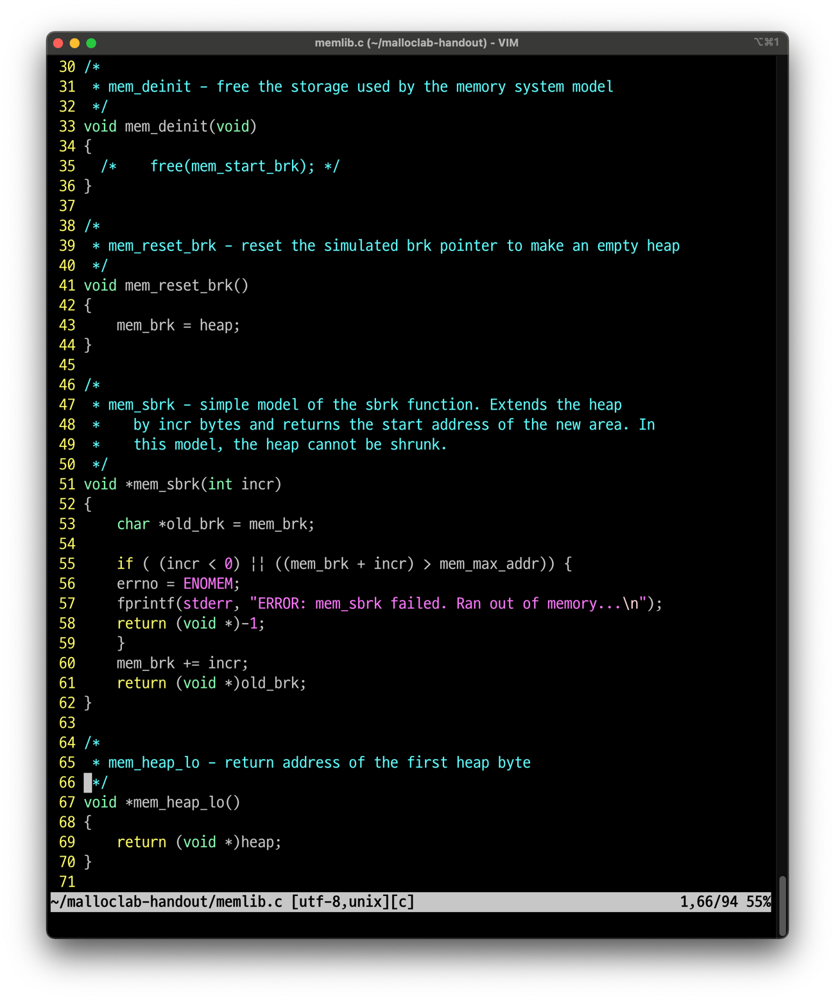 memlib.c (~/malloclab-handout) - VIM ⌥⌘1
30 /*
31  * mem_deinit - free the storage used by the memory system model
32  */
33 void mem_deinit(void)
34 {
35   /*    free(mem_start_brk); */
36 }
37
38 /*
39  * mem_reset_brk - reset the simulated brk pointer to make an empty heap
40  */
41 void mem_reset_brk()
42 {
43     mem_brk = heap;
44 }
45
46 /*
47  * mem_sbrk - simple model of the sbrk function. Extends the heap
48  *    by incr bytes and returns the start address of the new area. In
49  *    this model, the heap cannot be shrunk.
50  */
51 void *mem_sbrk(int incr)
52 {
53     char *old_brk = mem_brk;
54
55     if ( (incr < 0) || ((mem_brk + incr) > mem_max_addr)) {
56     errno = ENOMEM;
57     fprintf(stderr, "ERROR: mem_sbrk failed. Ran out of memory...\n");
58     return (void *)-1;
59     }
60     mem_brk += incr;
61     return (void *)old_brk;
62 }
63
64 /*
65  * mem_heap_lo - return address of the first heap byte
66  */
67 void *mem_heap_lo()
68 {
69     return (void *)heap;
70 }
71
~/malloclab-handout/memlib.c [utf-8,unix][c] 1,66/94 55%